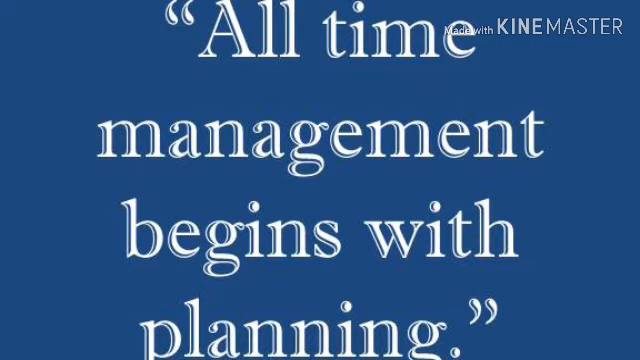 “All time
Made with KINEMASTER
management
begins with
planning.”